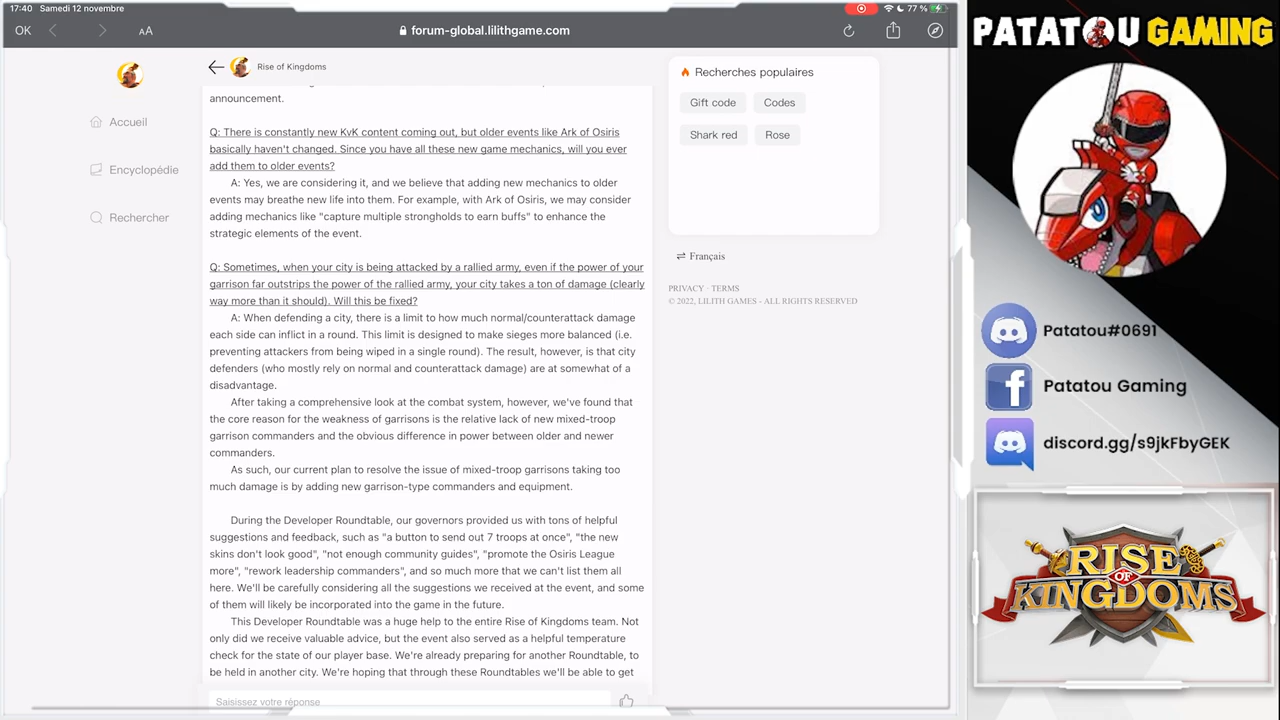 17:40 Samedi 12 novembre
77 %
OK
AA
forum-global.lilithgame.com
Rise of Kingdoms
Accueil
Encyclopédie
Rechercher
announcement.
Q: There is constantly new KvK content coming out, but older events like Ark of Osiris
basically haven't changed. Since you have all these new game mechanics, will you ever
add them to older events?
A: Yes, we are considering it, and we believe that adding new mechanics to older
events may breathe new life into them. For example, with Ark of Osiris, we may consider
adding mechanics like "capture multiple strongholds to earn buffs" to enhance the
strategic elements of the event.
Q: Sometimes, when your city is being attacked by a rallied army, even if the power of your
garrison far outstrips the power of the rallied army, your city takes a ton of damage (clearly
way more than it should). Will this be fixed?
A: When defending a city, there is a limit to how much normal/counterattack damage
each side can inflict in a round. This limit is designed to make sieges more balanced (i.e.
preventing attackers from being wiped in a single round). The result, however, is that city
defenders (who mostly rely on normal and counterattack damage) are at somewhat of a
disadvantage.
After taking a comprehensive look at the combat system, however, we've found that
the core reason for the weakness of garrisons is the relative lack of new mixed-troop
garrison commanders and the obvious difference in power between older and newer
commanders.
As such, our current plan to resolve the issue of mixed-troop garrisons taking too
much damage is by adding new garrison-type commanders and equipment.
During the Developer Roundtable, our governors provided us with tons of helpful
suggestions and feedback, such as "a button to send out 7 troops at once", "the new
skins don't look good", "not enough community guides", "promote the Osiris League
more", "rework leadership commanders", and so much more that we can't list them all
here. We'll be carefully considering all the suggestions we received at the event, and some
of them will likely be incorporated into the game in the future.
This Developer Roundtable was a huge help to the entire Rise of Kingdoms team. Not
only did we receive valuable advice, but the event also served as a helpful temperature
check for the state of our player base. We're already preparing for another Roundtable, to
be held in another city. We're hoping that through these Roundtables we'll be able to get
Saisissez votre réponse
Recherches populaires
Gift code
Codes
Shark red
Rose
Français
PRIVACY · TERMS
© 2022, LILITH GAMES - ALL RIGHTS RESERVED
PATATOU GAMING
Patatou#0691
Patatou Gaming
discord.gg/s9jkFbyGEK
RISE
OF
KINGDOMS